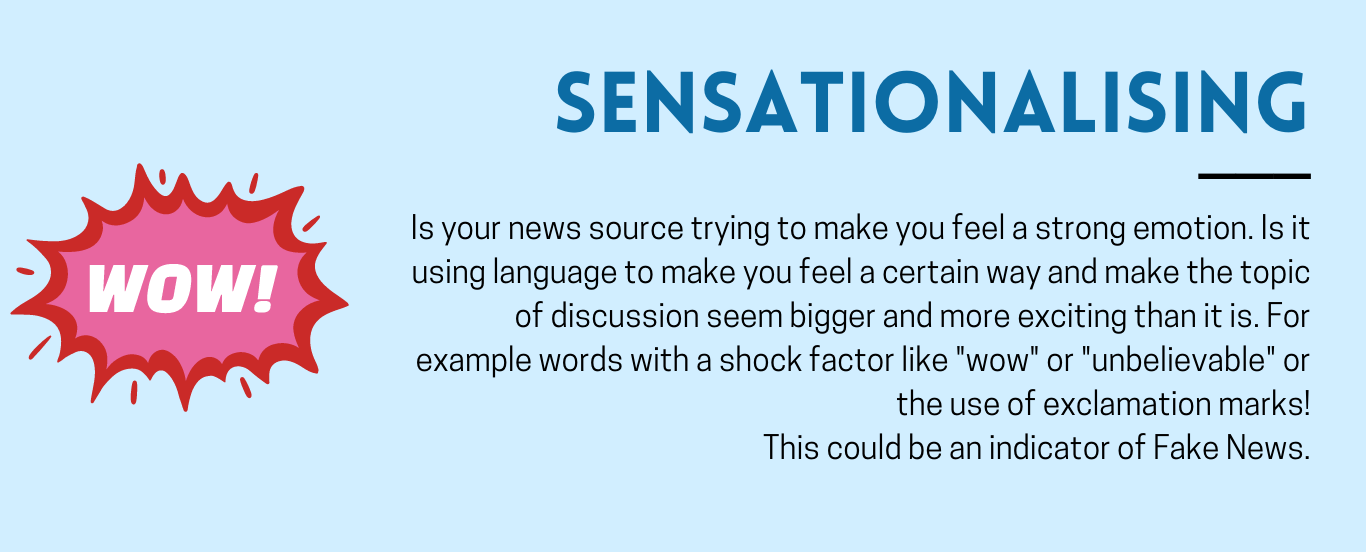 SENSATIONALISING
WOW!
Is your news source trying to make you feel a strong emotion. Is it
using language to make you feel a certain way and make the topic
of discussion seem bigger and more exciting than it is. For
example words with a shock factor like "wow" or "unbelievable" or
the use of exclamation marks!
This could be an indicator of Fake News.